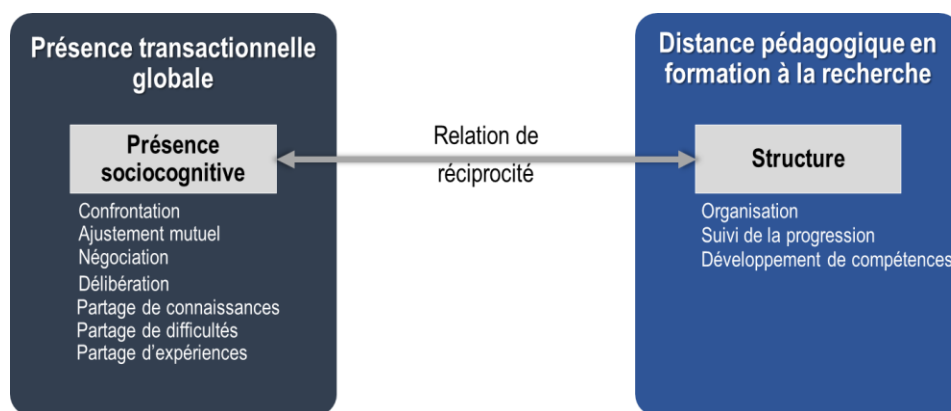 Présence transactionnelle
globale
Présence
sociocognitive
Confrontation
Ajustement mutuel
Négociation
Délibération
Partage de connaissances
Partage de difficultés
Partage d'expériences
Relation de
réciprocité
Distance pédagogique en
formation à la recherche
Structure
Organisation
Suivi de la progression
Développement de compétences